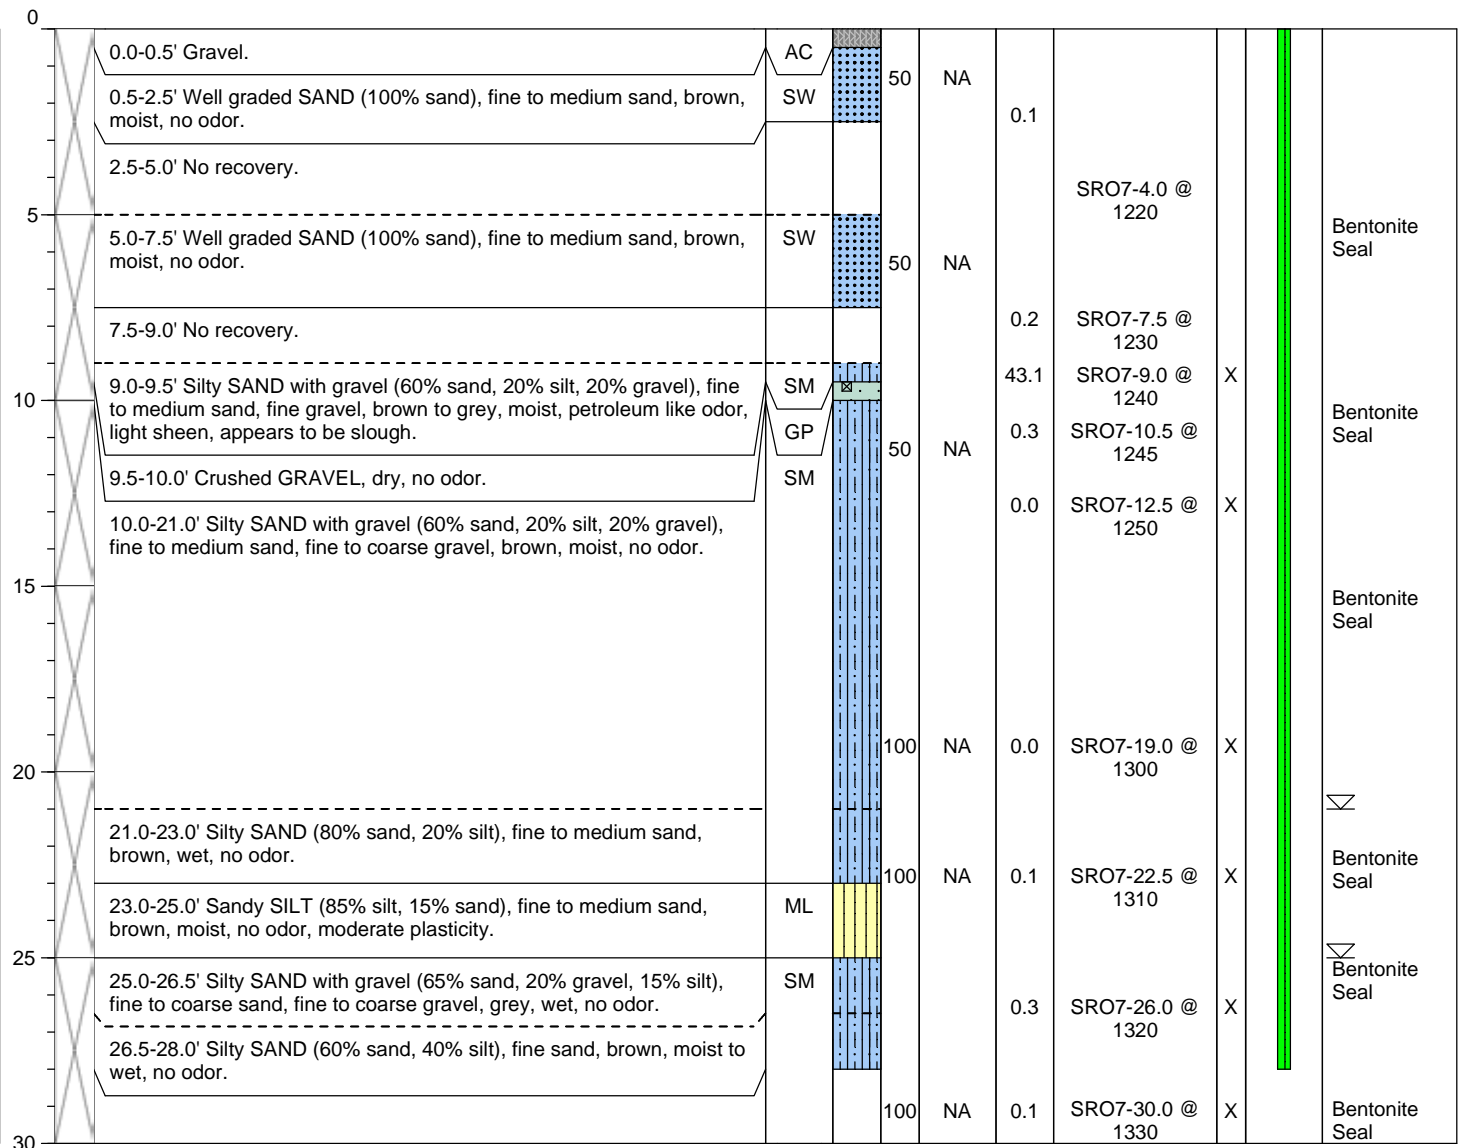 0
0.0-0.5' Gravel.
AC
50
NA
0.5-2.5' Well graded SAND (100% sand), fine to medium sand, brown,
moist, no odor.
SW
0.1
2.5-5.0' No recovery.
SRO7-4.0 @
1220
5
5.0-7.5' Well graded SAND (100% sand), fine to medium sand, brown,
moist, no odor.
SW
50
NA
Bentonite
Seal
7.5-9.0' No recovery.
0.2
SRO7-7.5 @
1230
9.0-9.5' Silty SAND with gravel (60% sand, 20% silt, 20% gravel), fine
to medium sand, fine gravel, brown to grey, moist, petroleum like odor,
light sheen, appears to be slough.
SM
43.1
SRO7-9.0 @
1240
X
10
GP
0.3
SRO7-10.5 @
1245
Bentonite
Seal
50
NA
9.5-10.0' Crushed GRAVEL, dry, no odor.
SM
0.0
SRO7-12.5 @
1250
X
10.0-21.0' Silty SAND with gravel (60% sand, 20% silt, 20% gravel),
fine to medium sand, fine to coarse gravel, brown, moist, no odor.
15
Bentonite
Seal
100
NA
0.0
SRO7-19.0 @
1300
X
20
21.0-23.0' Silty SAND (80% sand, 20% silt), fine to medium sand,
brown, wet, no odor.
Bentonite
Seal
100
NA
0.1
SRO7-22.5 @
1310
X
23.0-25.0' Sandy SILT (85% silt, 15% sand), fine to medium sand,
brown, moist, no odor, moderate plasticity.
ML
25
25.0-26.5' Silty SAND with gravel (65% sand, 20% gravel, 15% silt),
fine to coarse sand, fine to coarse gravel, grey, wet, no odor.
SM
Bentonite
Seal
0.3
SRO7-26.0 @
1320
X
26.5-28.0' Silty SAND (60% sand, 40% silt), fine sand, brown, moist to
wet, no odor.
100
NA
0.1
SRO7-30.0 @
1330
X
Bentonite
Seal
30